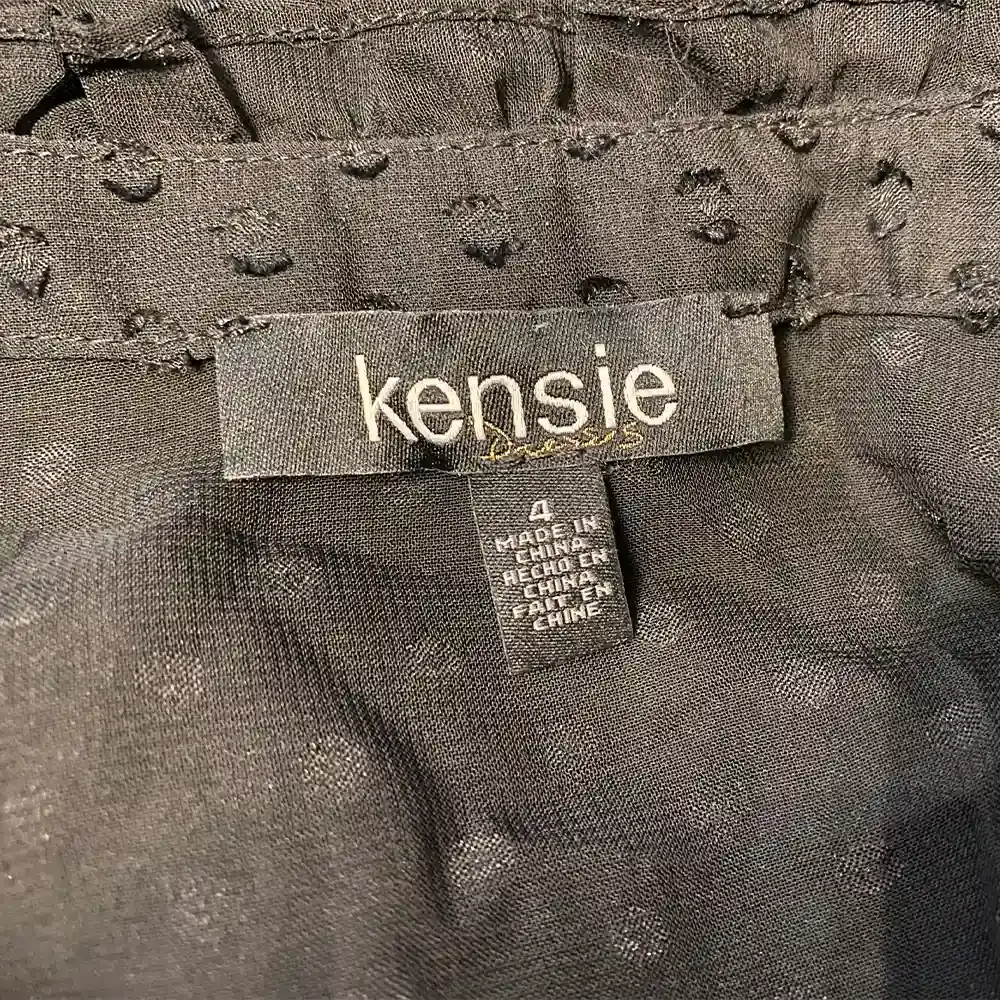 kensie
Dresses
4
MADE IN
CHINA
HECHO EN
CHINA
FAIT EN
CHINE